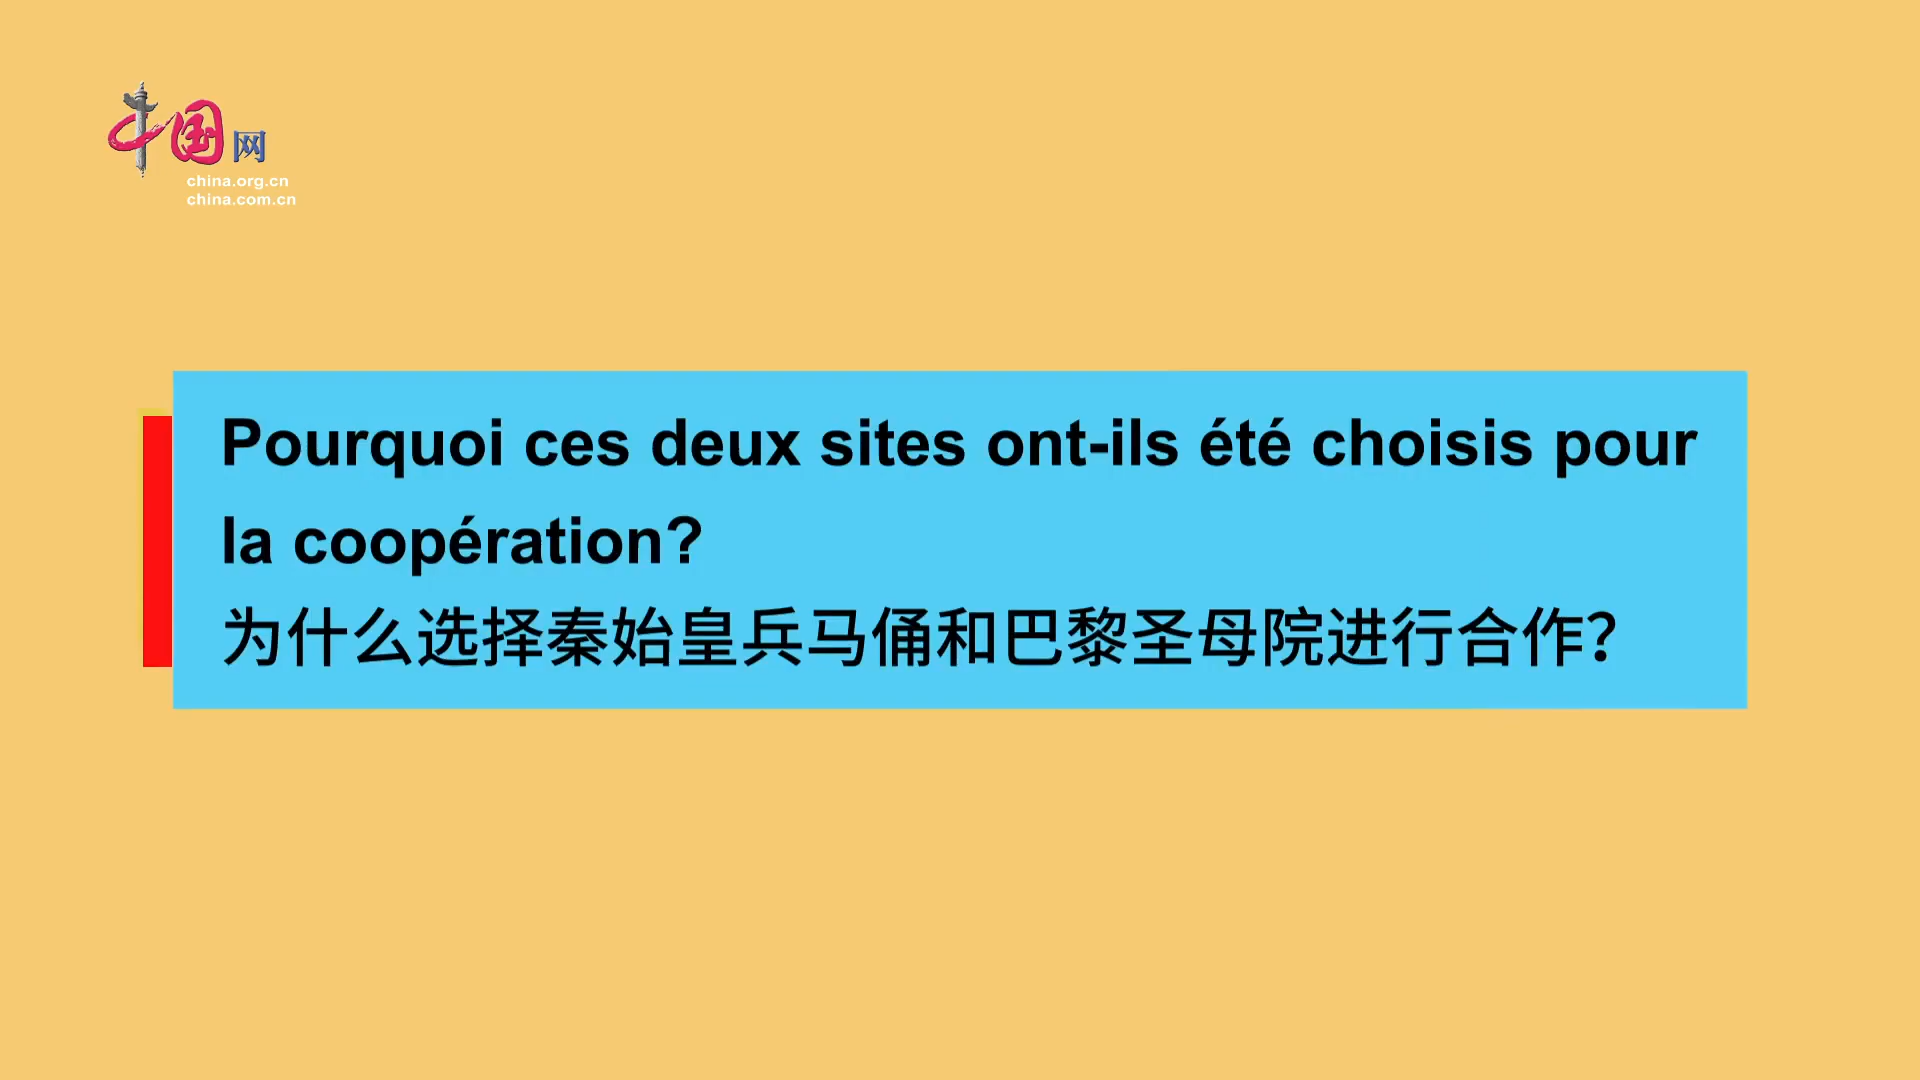 中国网
china.org.cn
china.com.cn
Pourquoi ces deux sites ont-ils été choisis pour
la coopération?
为什么选择秦始皇兵马俑和巴黎圣母院进行合作?